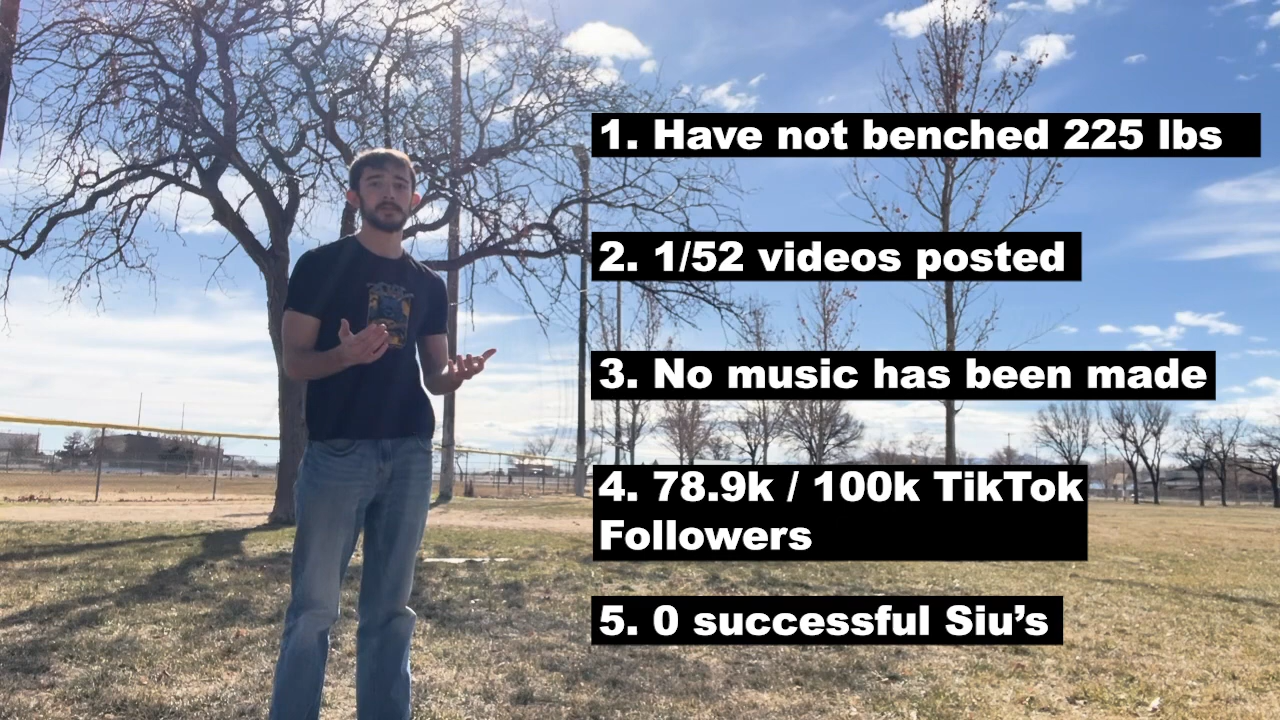 1. Have not benched 225 lbs
2. 1/52 videos posted
3. No music has been made
4. 78.9k / 100k TikTok
Followers
5. 0 successful Siu’s